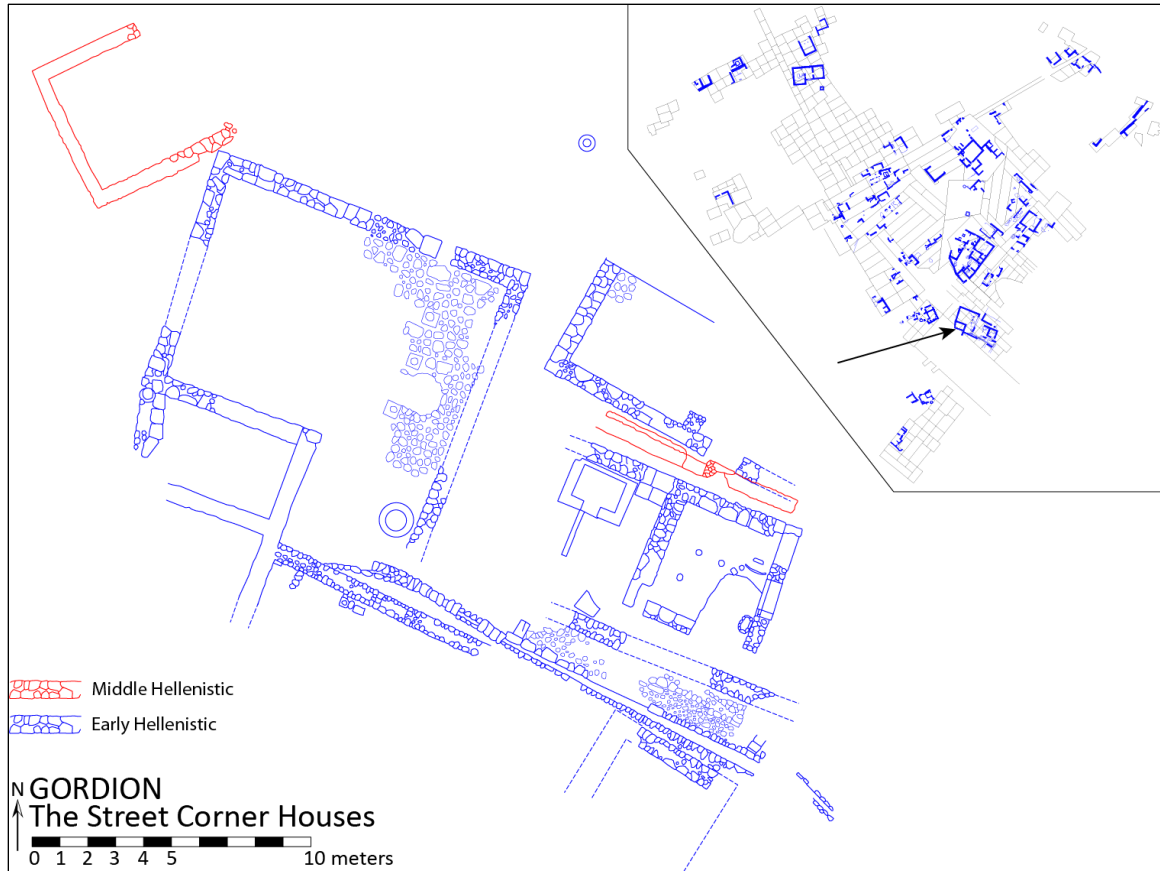 Middle Hellenistic
Early Hellenistic
N GORDION
The Street Corner Houses
0 1 2 3 4 5 10 meters